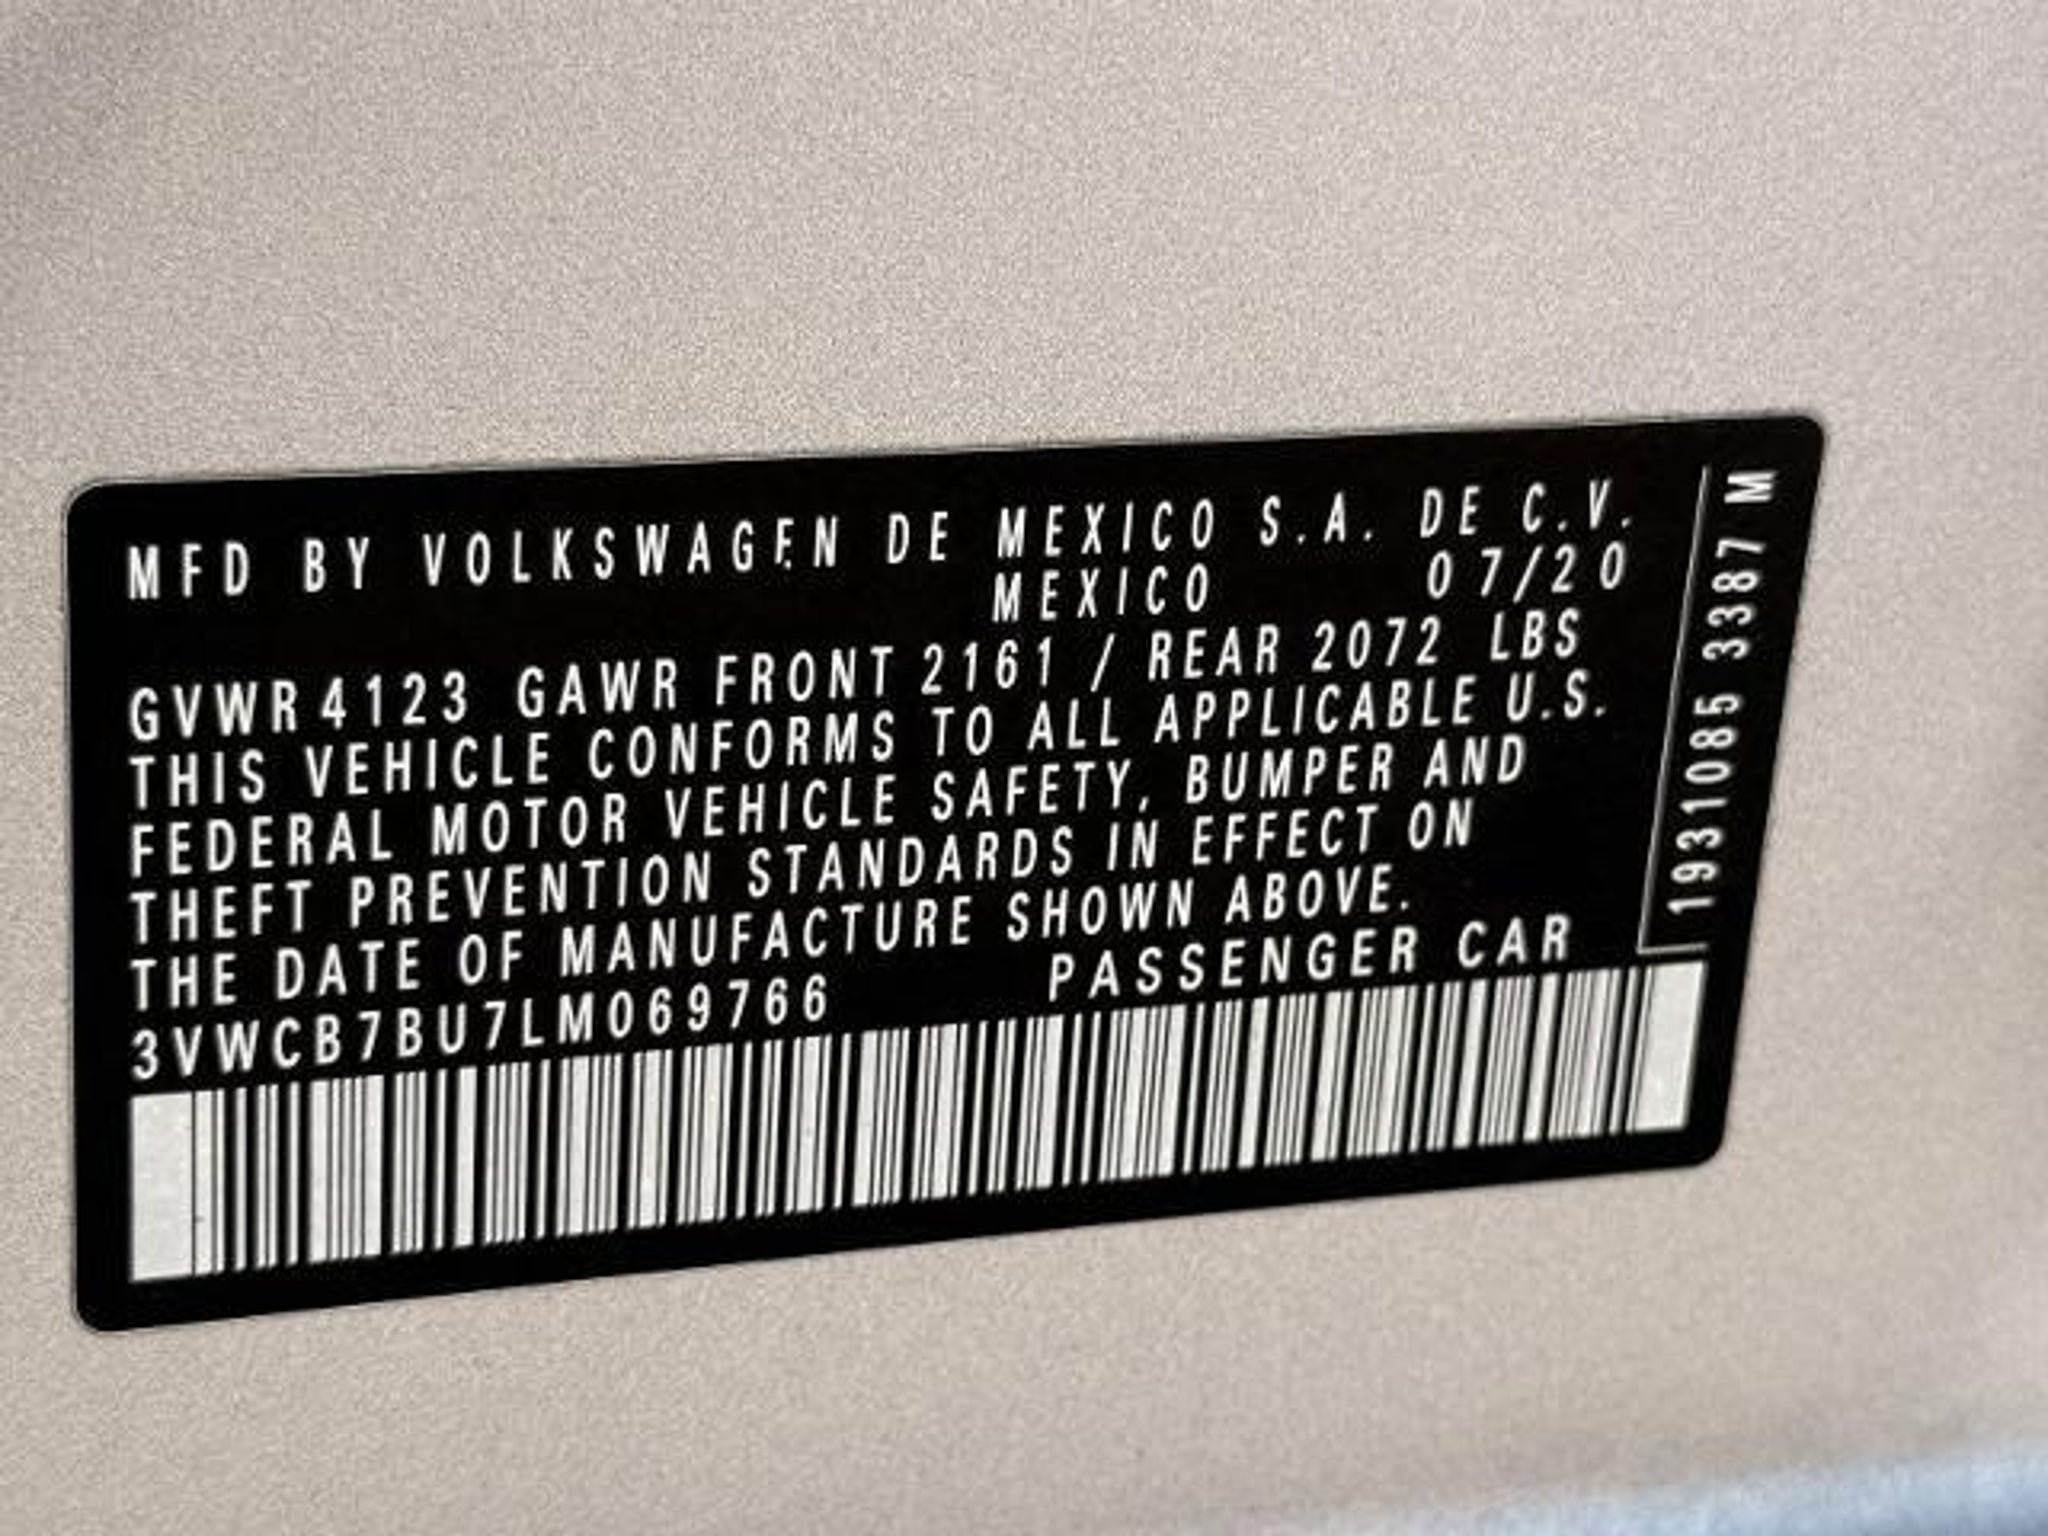 MFD BY VOLKSWAGEN DE MEXICO S.A. DE C.V.
MEXICO 07/20
GVWR 4123 GAWR FRONT 2161 / REAR 2072 LBS
THIS VEHICLE CONFORMS TO ALL APPLICABLE U.S.
FEDERAL MOTOR VEHICLE SAFETY, BUMPER AND
THEFT PREVENTION STANDARDS IN EFFECT ON
THE DATE OF MANUFACTURE SHOWN ABOVE.
3VWCB7BU7LM069766 PASSENGER CAR
1931085 3387 M